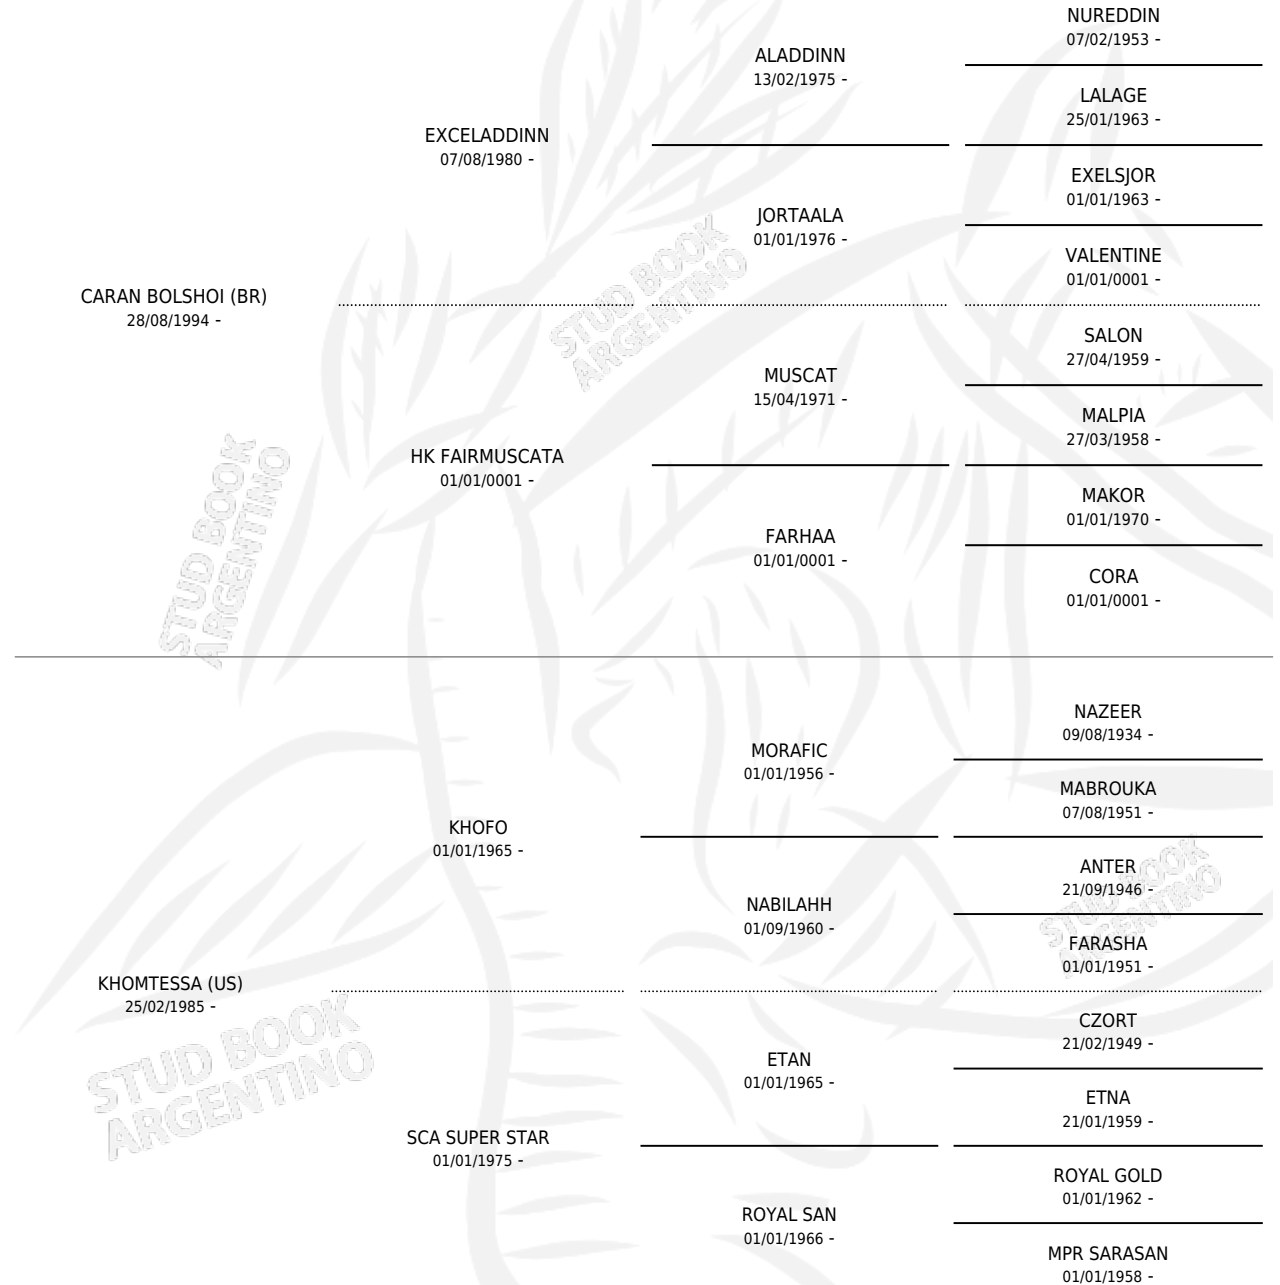 NUREDDIN
07/02/1953 -
ALADDINN
13/02/1975 -
LALAGE
25/01/1963 -
EXCELADDINN
07/08/1980 -
EXELSJOR
01/01/1963 -
JORTAALA
01/01/1976 -
VALENTINE
01/01/0001 -
CARAN BOLSHOI (BR)
28/08/1994 -
SALON
27/04/1959 -
MUSCAT
15/04/1971 -
MALPIA
27/03/1958 -
HK FAIRMUSCATA
01/01/0001 -
MAKOR
01/01/1970 -
FARHAA
01/01/0001 -
CORA
01/01/0001 -
STUD BOOK
ARGENTINO
STUD BOOK
ARGENTINO
NAZEER
09/08/1934 -
MORAFIC
01/01/1956 -
MABROUKA
07/08/1951 -
KHOFO
01/01/1965 -
ANTER
21/09/1946 -
NABILAHH
01/09/1960 -
FARASHA
01/01/1951 -
KHOMTESSA (US)
25/02/1985 -
CZORT
21/02/1949 -
ETAN
01/01/1965 -
ETNA
21/01/1959 -
SCA SUPER STAR
01/01/1975 -
ROYAL GOLD
01/01/1962 -
ROYAL SAN
01/01/1966 -
MPR SARASAN
01/01/1958 -
STUD BOOK
ARGENTINO
STUD BOOK
ARGENTINO